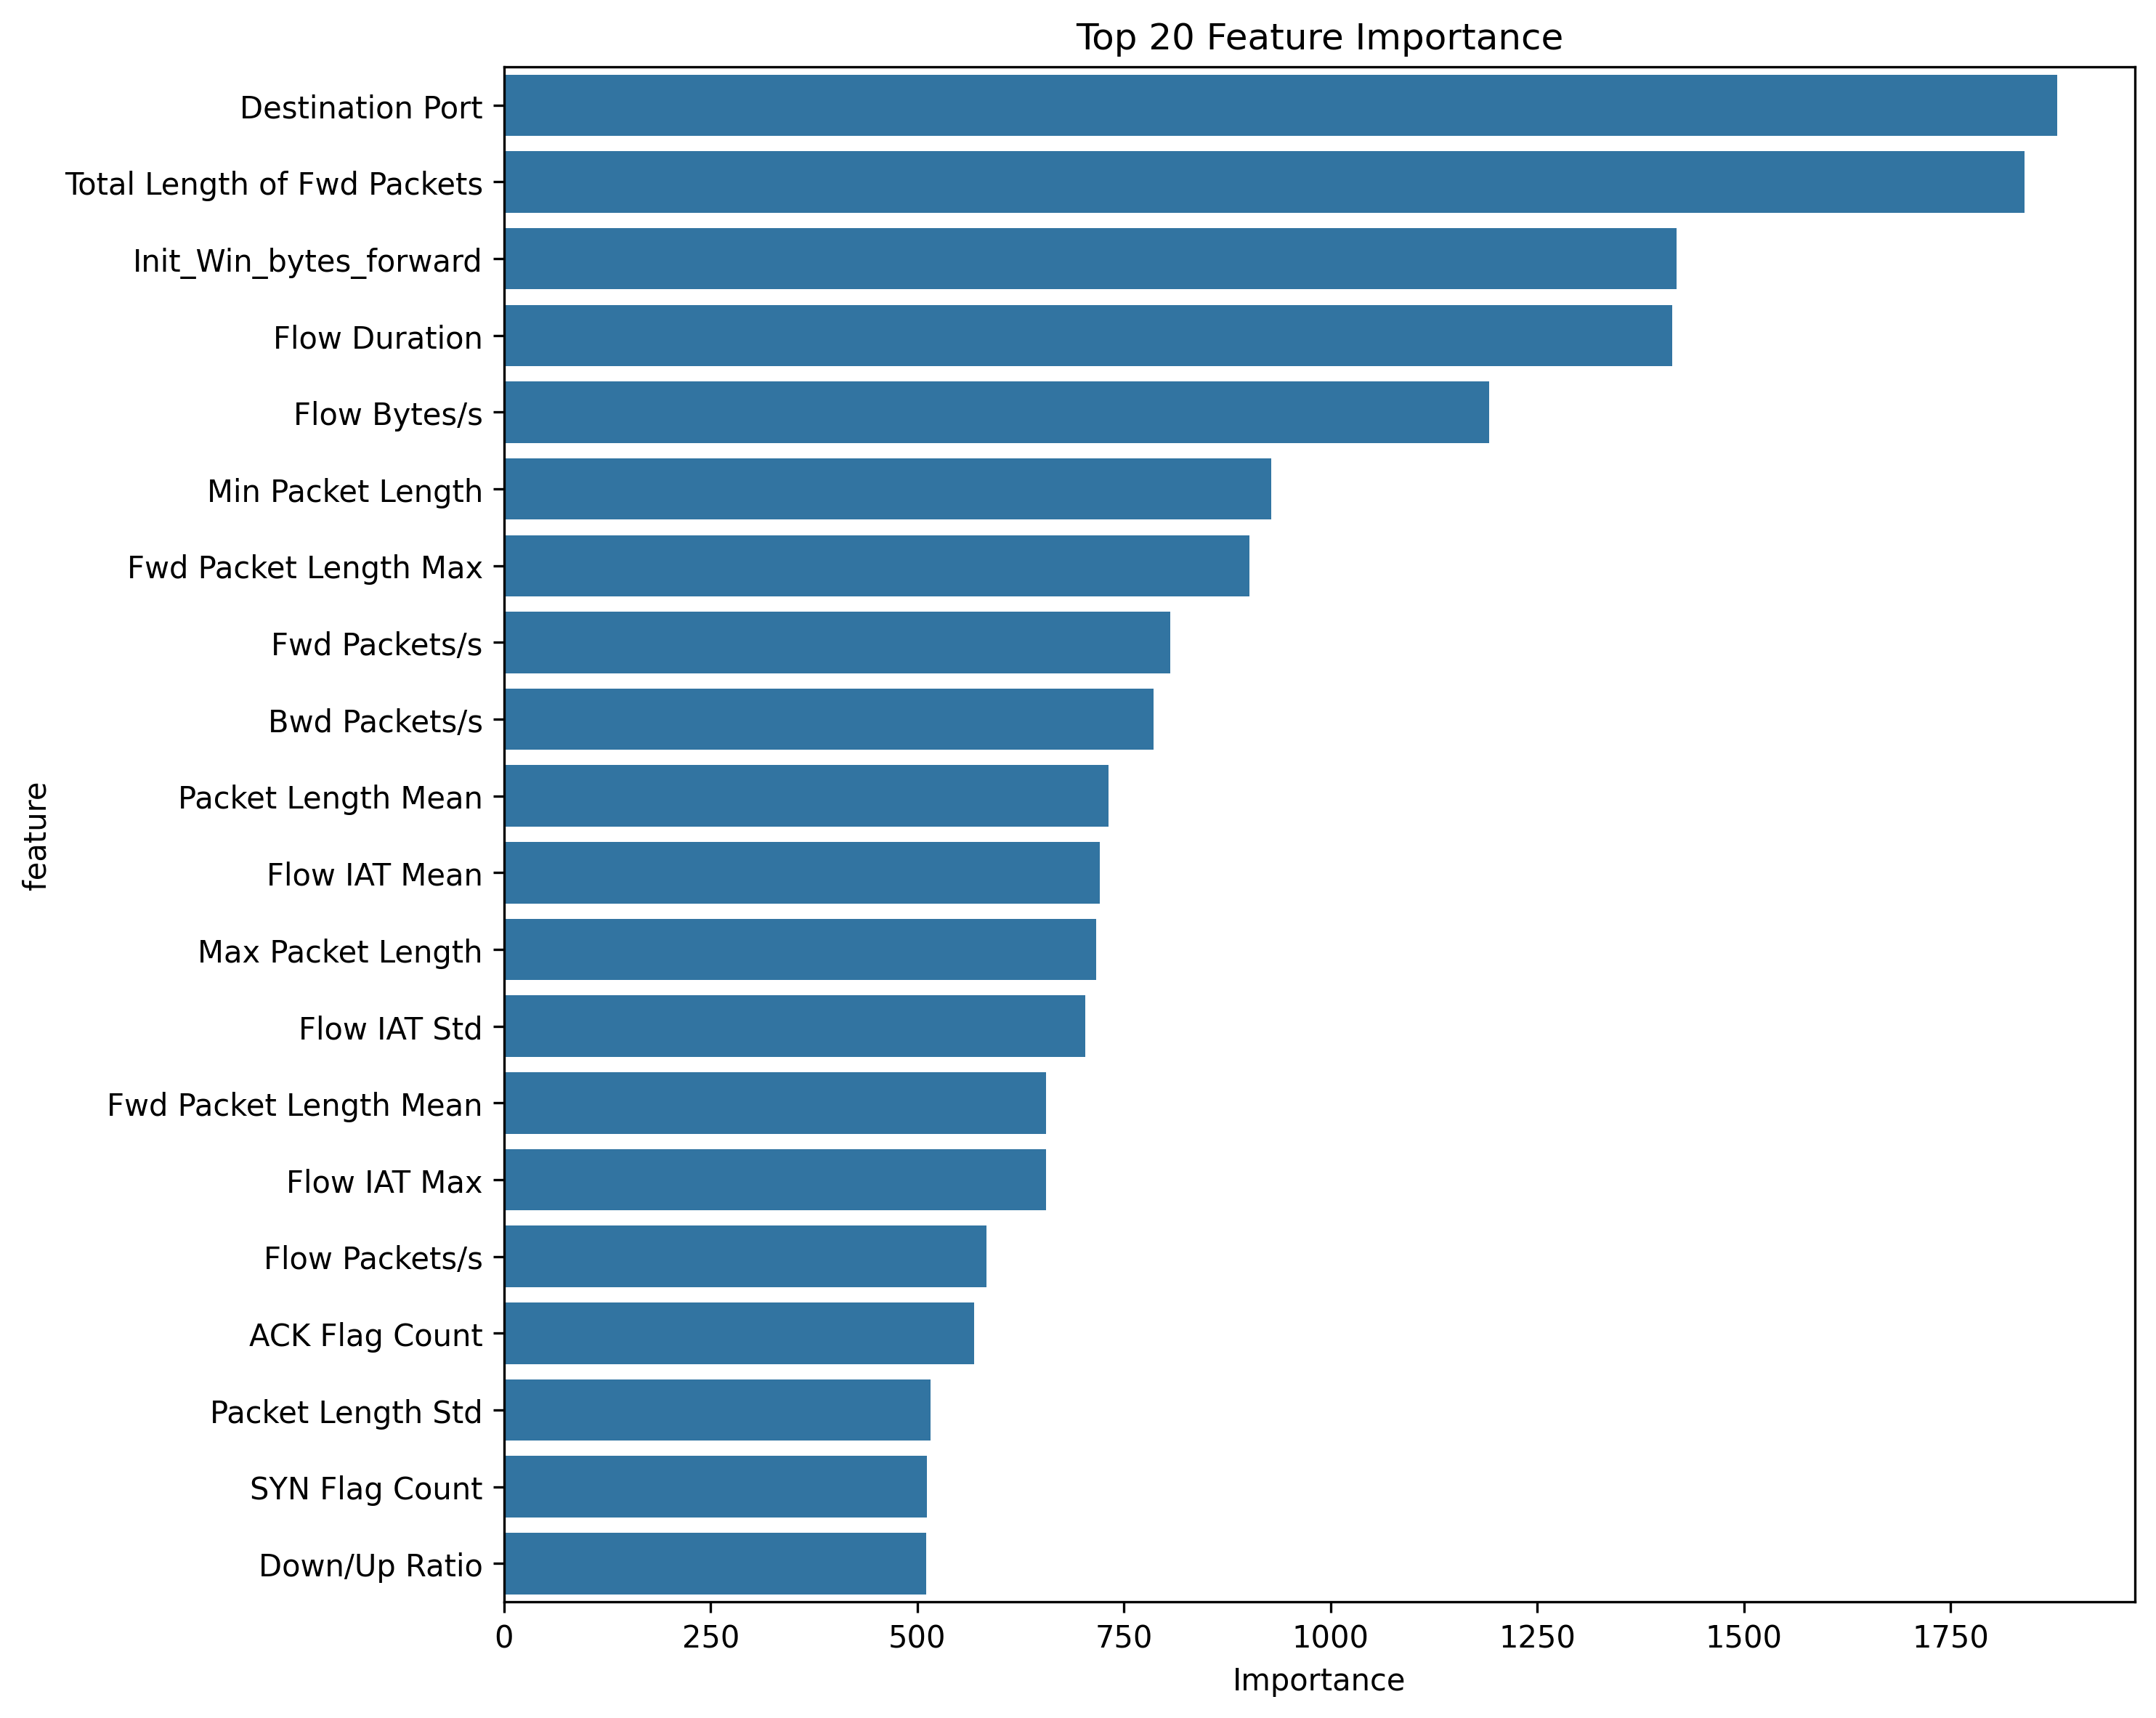 Top 20 Feature Importance
Destination Port
Total Length of Fwd Packets
Init_Win_bytes_forward
Flow Duration
Flow Bytes/s
Min Packet Length
Fwd Packet Length Max
Fwd Packets/s
Bwd Packets/s
Packet Length Mean
Flow IAT Mean
Max Packet Length
Flow IAT Std
Fwd Packet Length Mean
Flow IAT Max
Flow Packets/s
ACK Flag Count
Packet Length Std
SYN Flag Count
Down/Up Ratio
feature
0 250 500 750 1000 1250 1500 1750
Importance